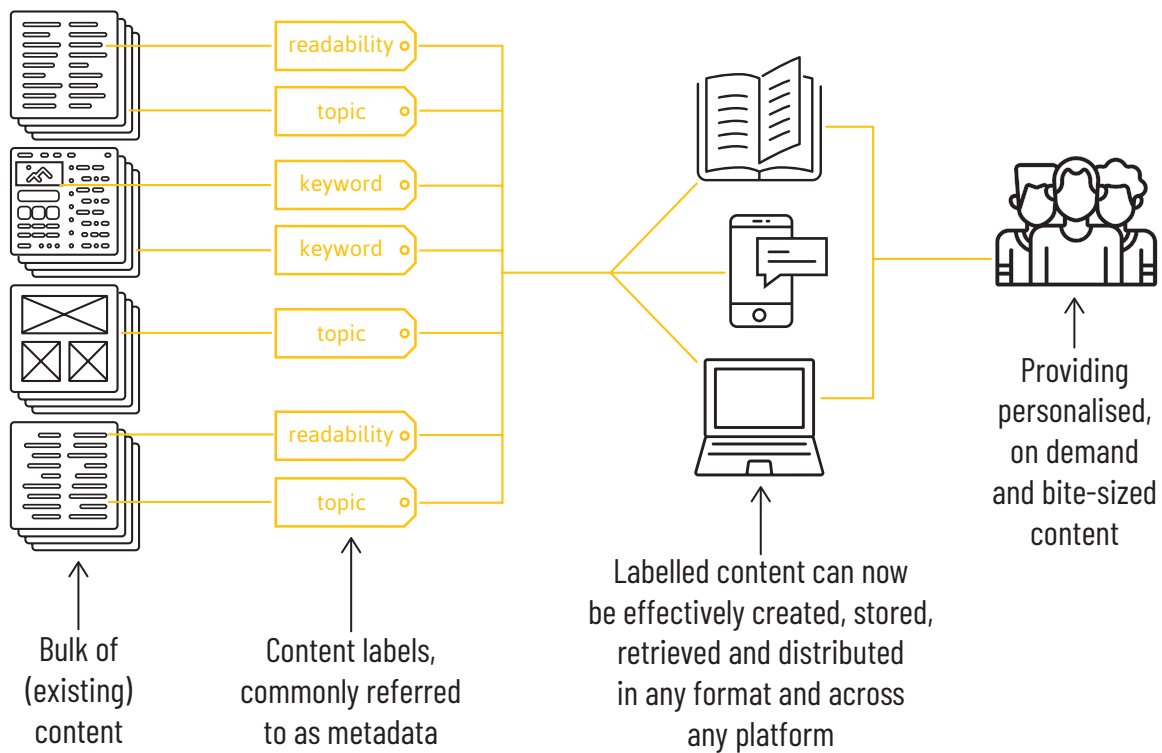 readability
topic
keyword
keyword
topic
readability
topic
Bulk of
(existing)
content
Content labels,
commonly referred
to as metadata
Labelled content can now
be effectively created, stored,
retrieved and distributed
in any format and across
any platform
Providing
personalised,
on demand
and bite-sized
content